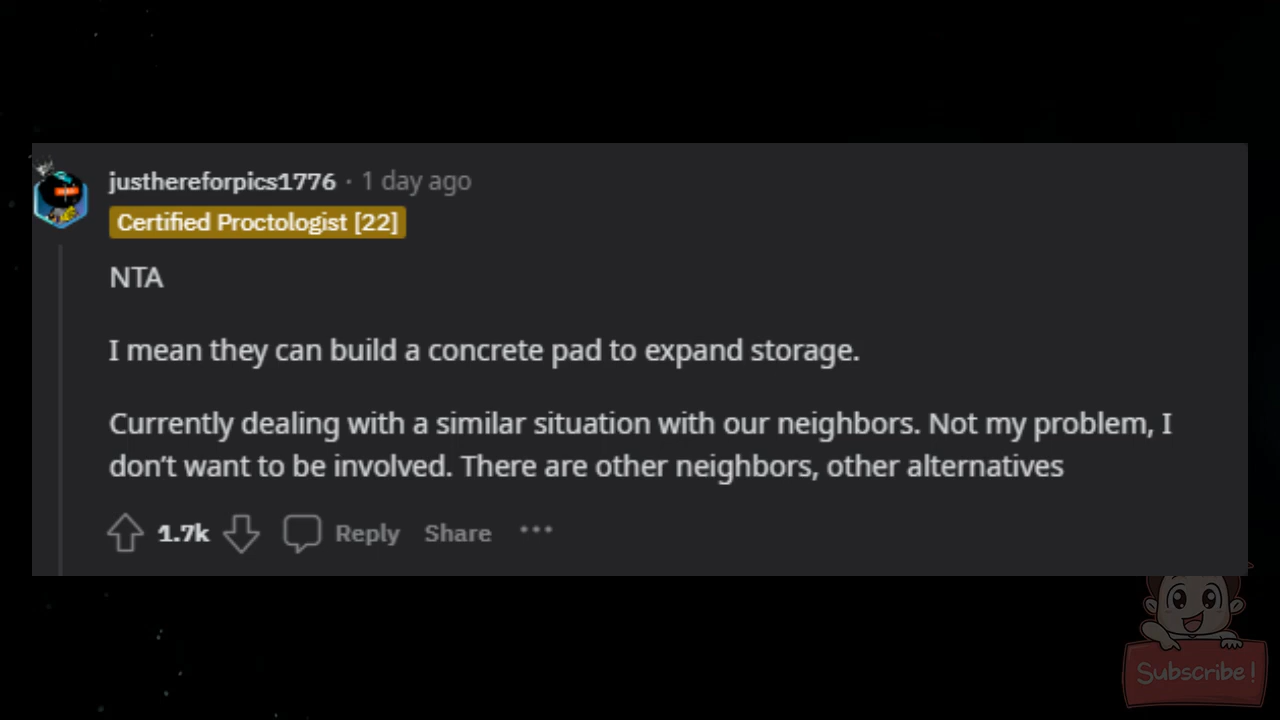 justhereforpics1776 · 1 day ago
Certified Proctologist [22]
NTA
I mean they can build a concrete pad to expand storage.
Currently dealing with a similar situation with our neighbors. Not my problem, I
don’t want to be involved. There are other neighbors, other alternatives
1.7k Reply Share ···
Subscribe!